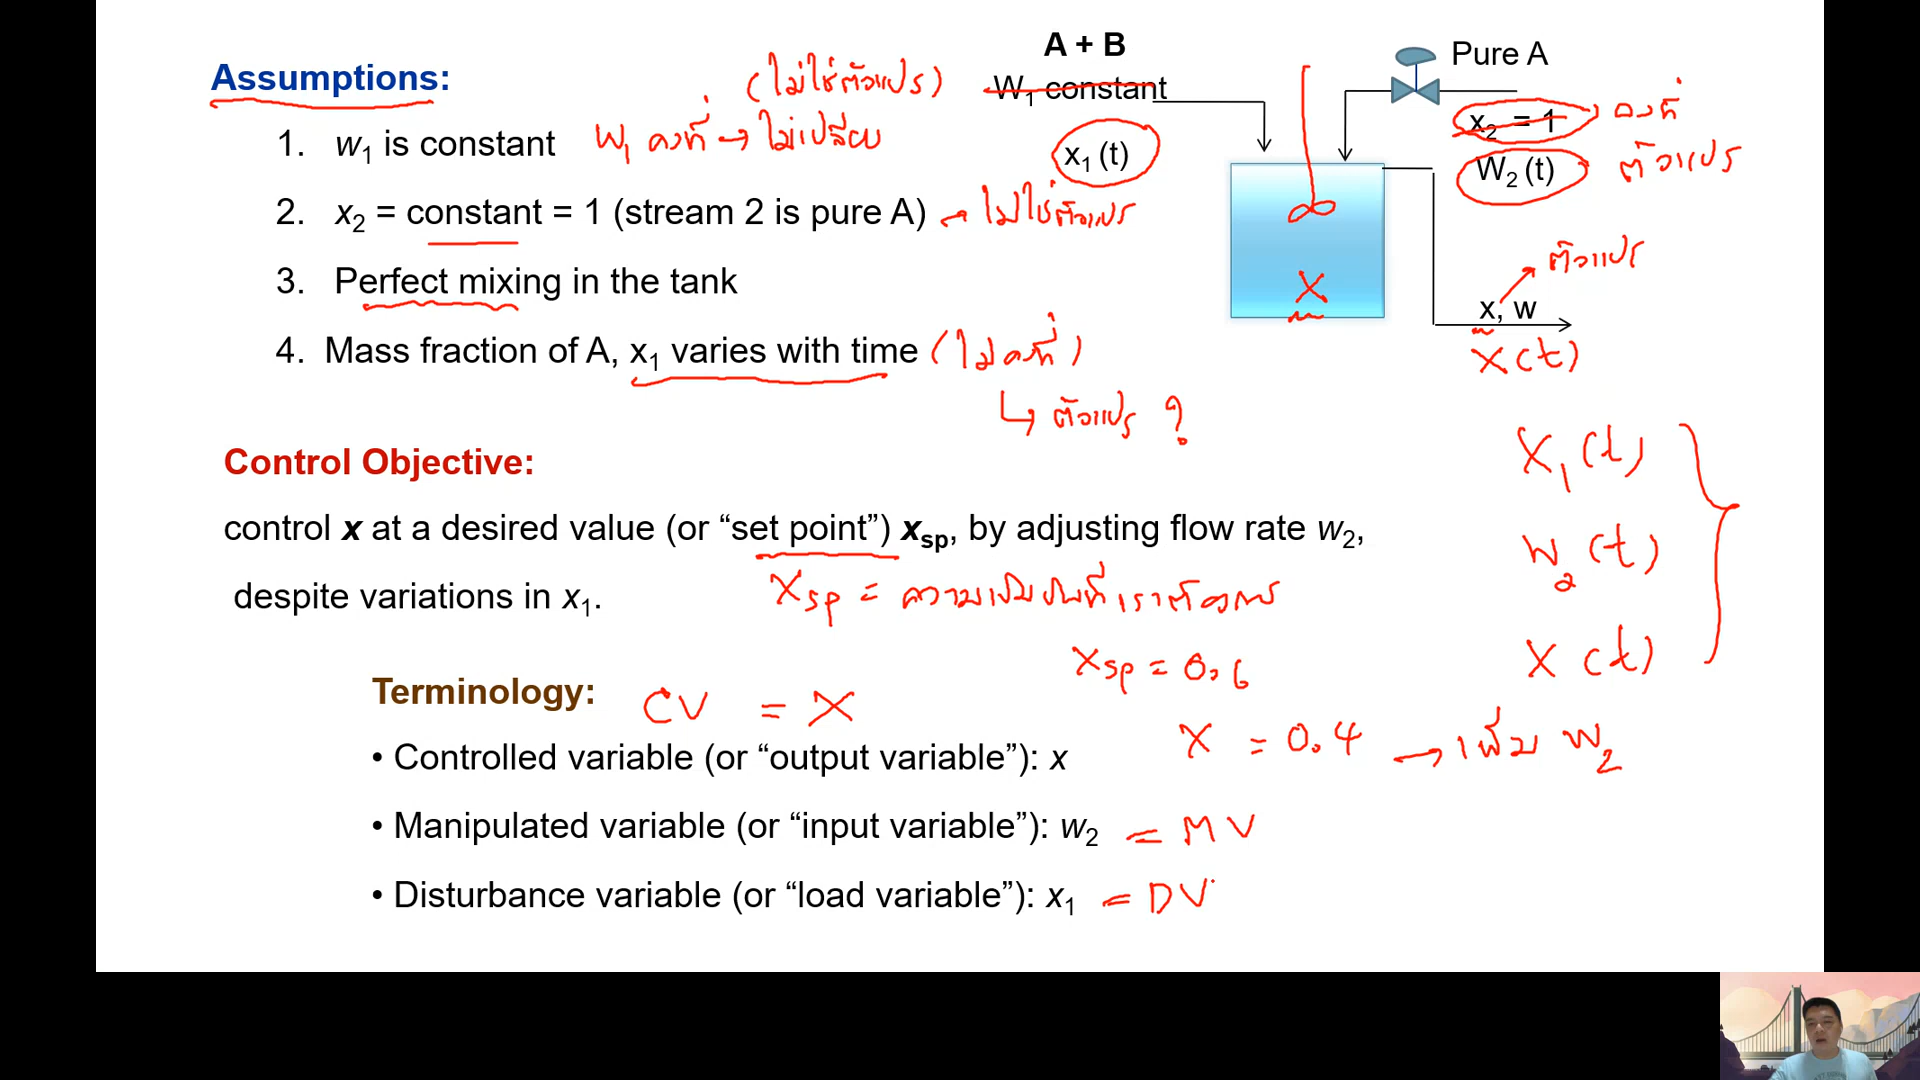 Assumptions:
(ไม่ใช่ตัวแปร)
1. w1 is constant
W1 คงที่ → ไม่เปลี่ยน
2. x2 = constant = 1 (stream 2 is pure A) → ไม่ใช่ตัวแปร
3. Perfect mixing in the tank
4. Mass fraction of A, x1 varies with time (ไม่คงที่)
↳ ตัวแปร ?
A + B
W1 constant
x1 (t)
Pure A
x2 = 1 คงที่
W2 (t) ตัวแปร
X
ตัวแปร
x, w
X(t)
X1(t)
W2(t)
X(t)
Control Objective:
control x at a desired value (or “set point”) xsp, by adjusting flow rate w2,
despite variations in x1.
Xsp = ความเข้มข้นที่เราต้องการ
Xsp = 0.6
X = 0.4 → เพิ่ม W2
Terminology:
CV = X
• Controlled variable (or “output variable”): x
• Manipulated variable (or “input variable”): w2 = MV
• Disturbance variable (or “load variable”): x1 = DV